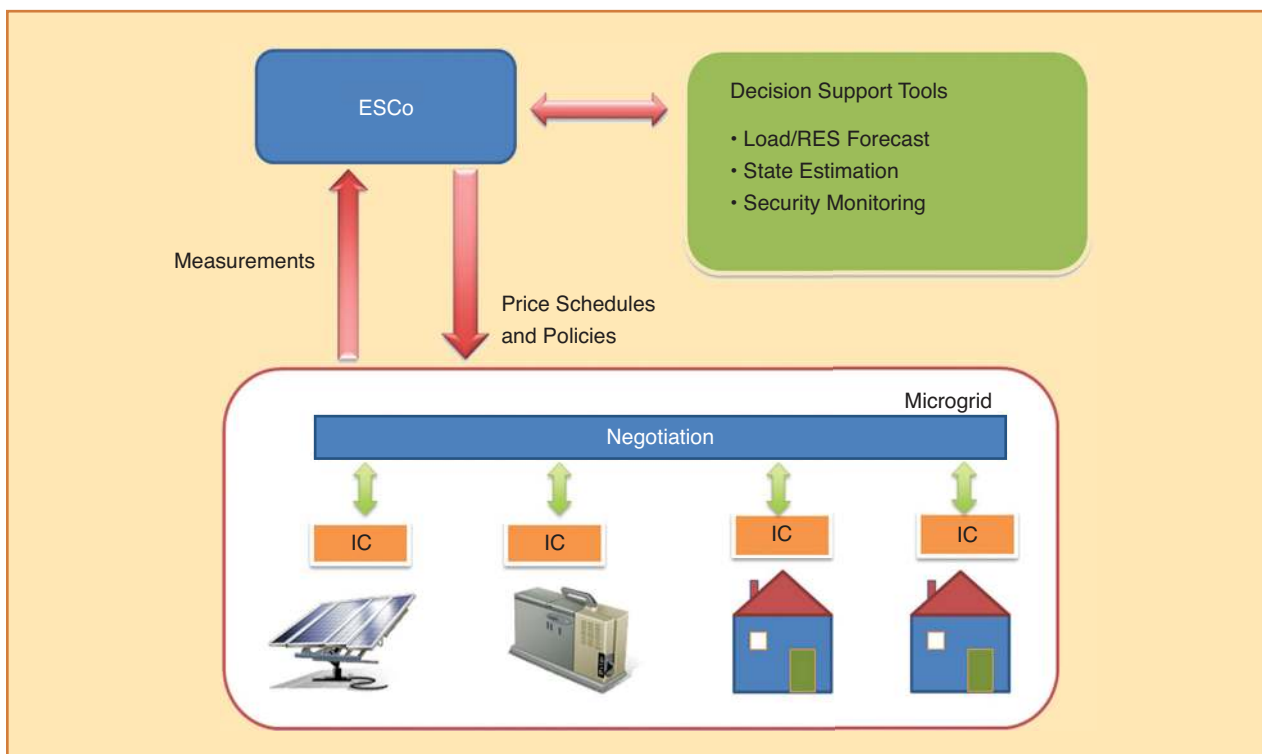 ESCo
Decision Support Tools
• Load/RES Forecast
• State Estimation
• Security Monitoring
Measurements
Price Schedules
and Policies
Microgrid
Negotiation
IC
IC
IC
IC